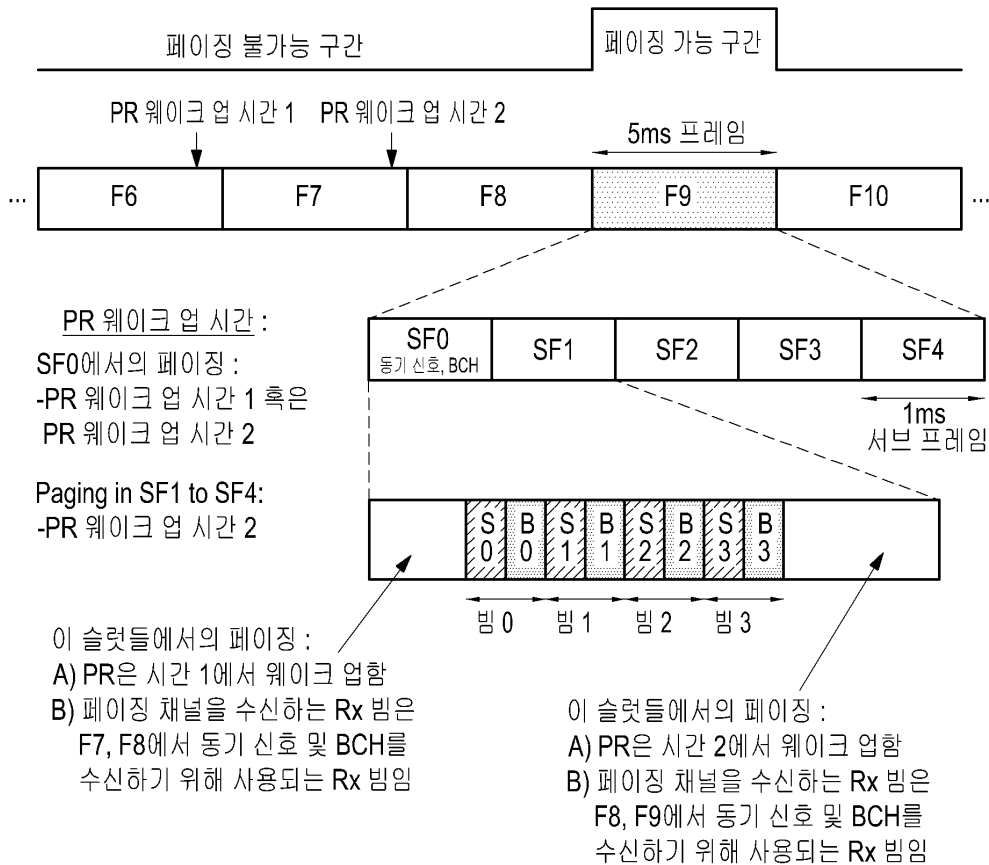 페이징 불가능 구간
페이징 가능 구간
PR 웨이크 업 시간 1
PR 웨이크 업 시간 2
5ms 프레임
...
F6
F7
F8
F9
F10
...
PR 웨이크 업 시간 :
SF0에서의 페이징 :
-PR 웨이크 업 시간 1 혹은
PR 웨이크 업 시간 2
Paging in SF1 to SF4:
-PR 웨이크 업 시간 2
SF0
동기 신호, BCH
SF1
SF2
SF3
SF4
1ms
서브 프레임
S0
B0
S1
B1
S2
B2
S3
B3
빔 0
빔 1
빔 2
빔 3
이 슬럿들에서의 페이징 :
A) PR은 시간 1에서 웨이크 업함
B) 페이징 채널을 수신하는 Rx 빔은
F7, F8에서 동기 신호 및 BCH를
수신하기 위해 사용되는 Rx 빔임
이 슬럿들에서의 페이징 :
A) PR은 시간 2에서 웨이크 업함
B) 페이징 채널을 수신하는 Rx 빔은
F8, F9에서 동기 신호 및 BCH를
수신하기 위해 사용되는 Rx 빔임